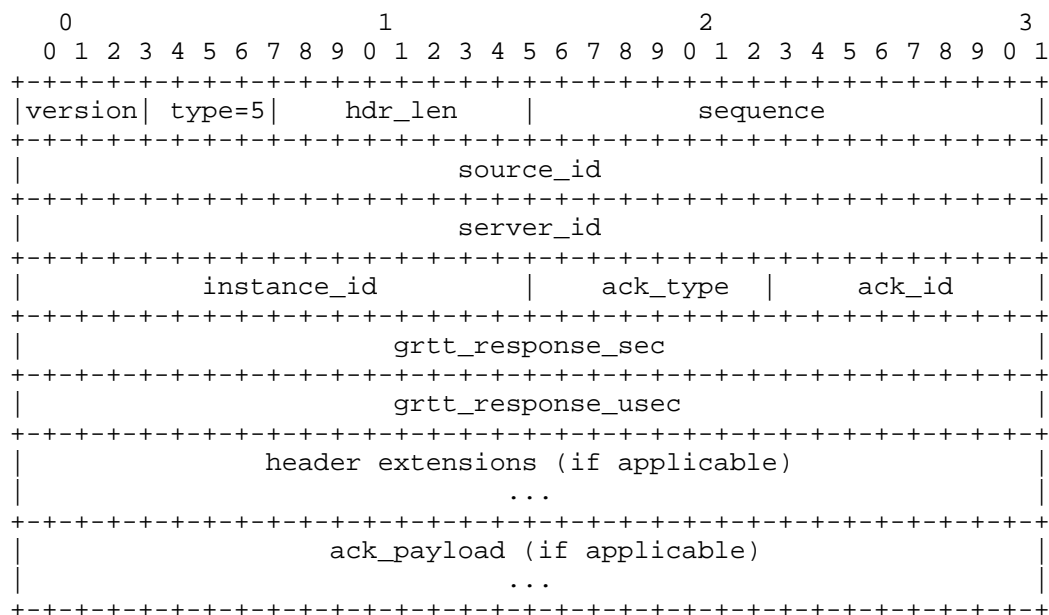 0 1 2 3
0 1 2 3 4 5 6 7 8 9 0 1 2 3 4 5 6 7 8 9 0 1 2 3 4 5 6 7 8 9 0 1
+-+-+-+-+-+-+-+-+-+-+-+-+-+-+-+-+-+-+-+-+-+-+-+-+-+-+-+-+-+-+-+-+
|version| type=5| hdr_len | sequence |
+-+-+-+-+-+-+-+-+-+-+-+-+-+-+-+-+-+-+-+-+-+-+-+-+-+-+-+-+-+-+-+-+
| source_id |
+-+-+-+-+-+-+-+-+-+-+-+-+-+-+-+-+-+-+-+-+-+-+-+-+-+-+-+-+-+-+-+-+
| server_id |
+-+-+-+-+-+-+-+-+-+-+-+-+-+-+-+-+-+-+-+-+-+-+-+-+-+-+-+-+-+-+-+-+
| instance_id | ack_type | ack_id |
+-+-+-+-+-+-+-+-+-+-+-+-+-+-+-+-+-+-+-+-+-+-+-+-+-+-+-+-+-+-+-+-+
| grtt_response_sec |
+-+-+-+-+-+-+-+-+-+-+-+-+-+-+-+-+-+-+-+-+-+-+-+-+-+-+-+-+-+-+-+-+
| grtt_response_usec |
+-+-+-+-+-+-+-+-+-+-+-+-+-+-+-+-+-+-+-+-+-+-+-+-+-+-+-+-+-+-+-+-+
| header extensions (if applicable) |
| ... |
+-+-+-+-+-+-+-+-+-+-+-+-+-+-+-+-+-+-+-+-+-+-+-+-+-+-+-+-+-+-+-+-+
| ack_payload (if applicable) |
| ... |
+-+-+-+-+-+-+-+-+-+-+-+-+-+-+-+-+-+-+-+-+-+-+-+-+-+-+-+-+-+-+-+-+